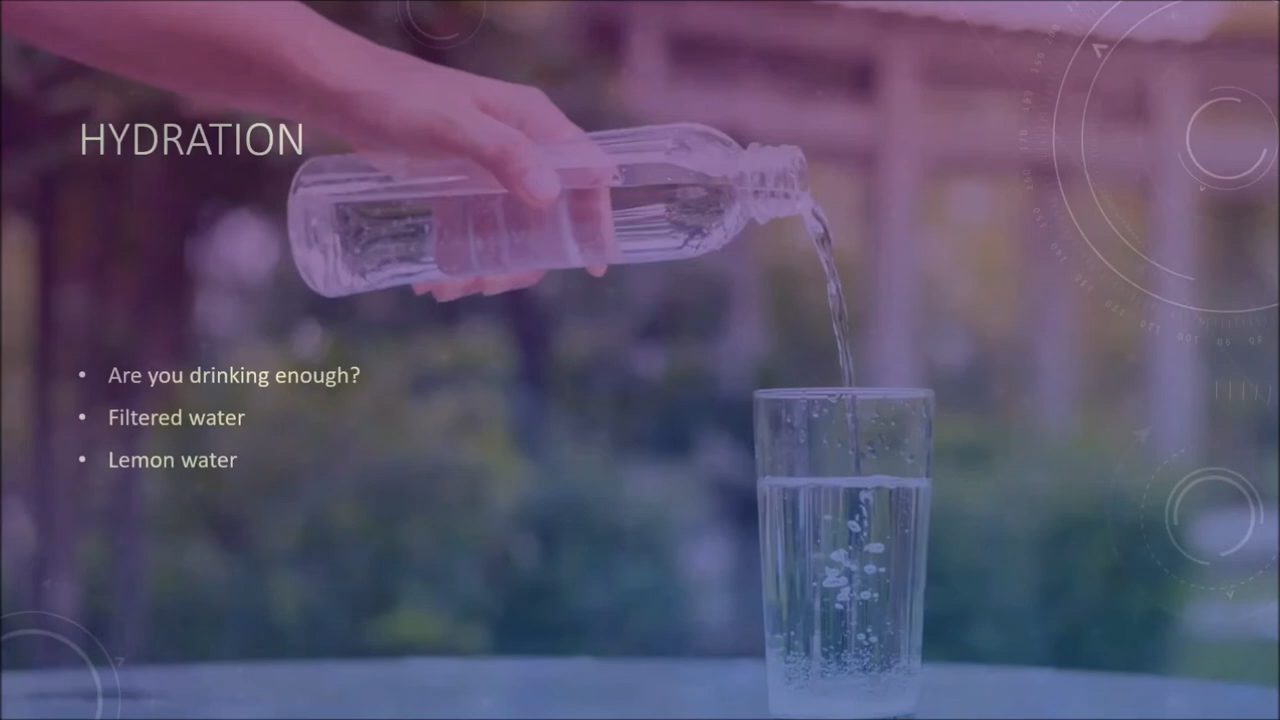 HYDRATION
• Are you drinking enough?
• Filtered water
• Lemon water